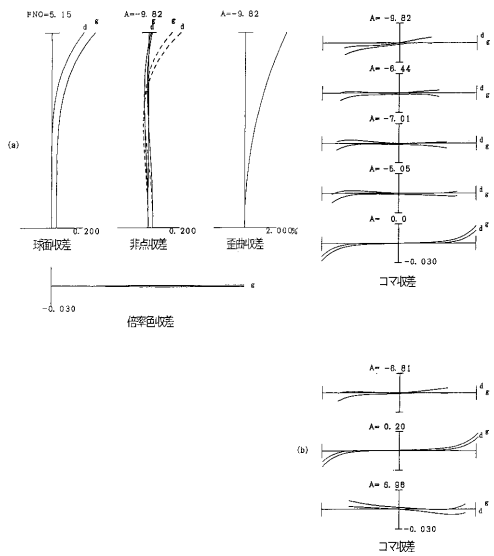 FNO=5.15
d g
0.200
球面収差
A=-9.82
g
d
0.200
非点収差
A=-9.82
2.000%
歪曲収差
(a)
-0.030
g
倍率色収差
A= -9.82
d
g
A= -8.44
d
g
A= -7.01
d
g
A= -5.05
d
g
A= 0.0
g
d
-0.030
コマ収差
(b)
A= -6.81
d
g
A= 0.20
g
d
A= 6.98
g
d
-0.030
コマ収差